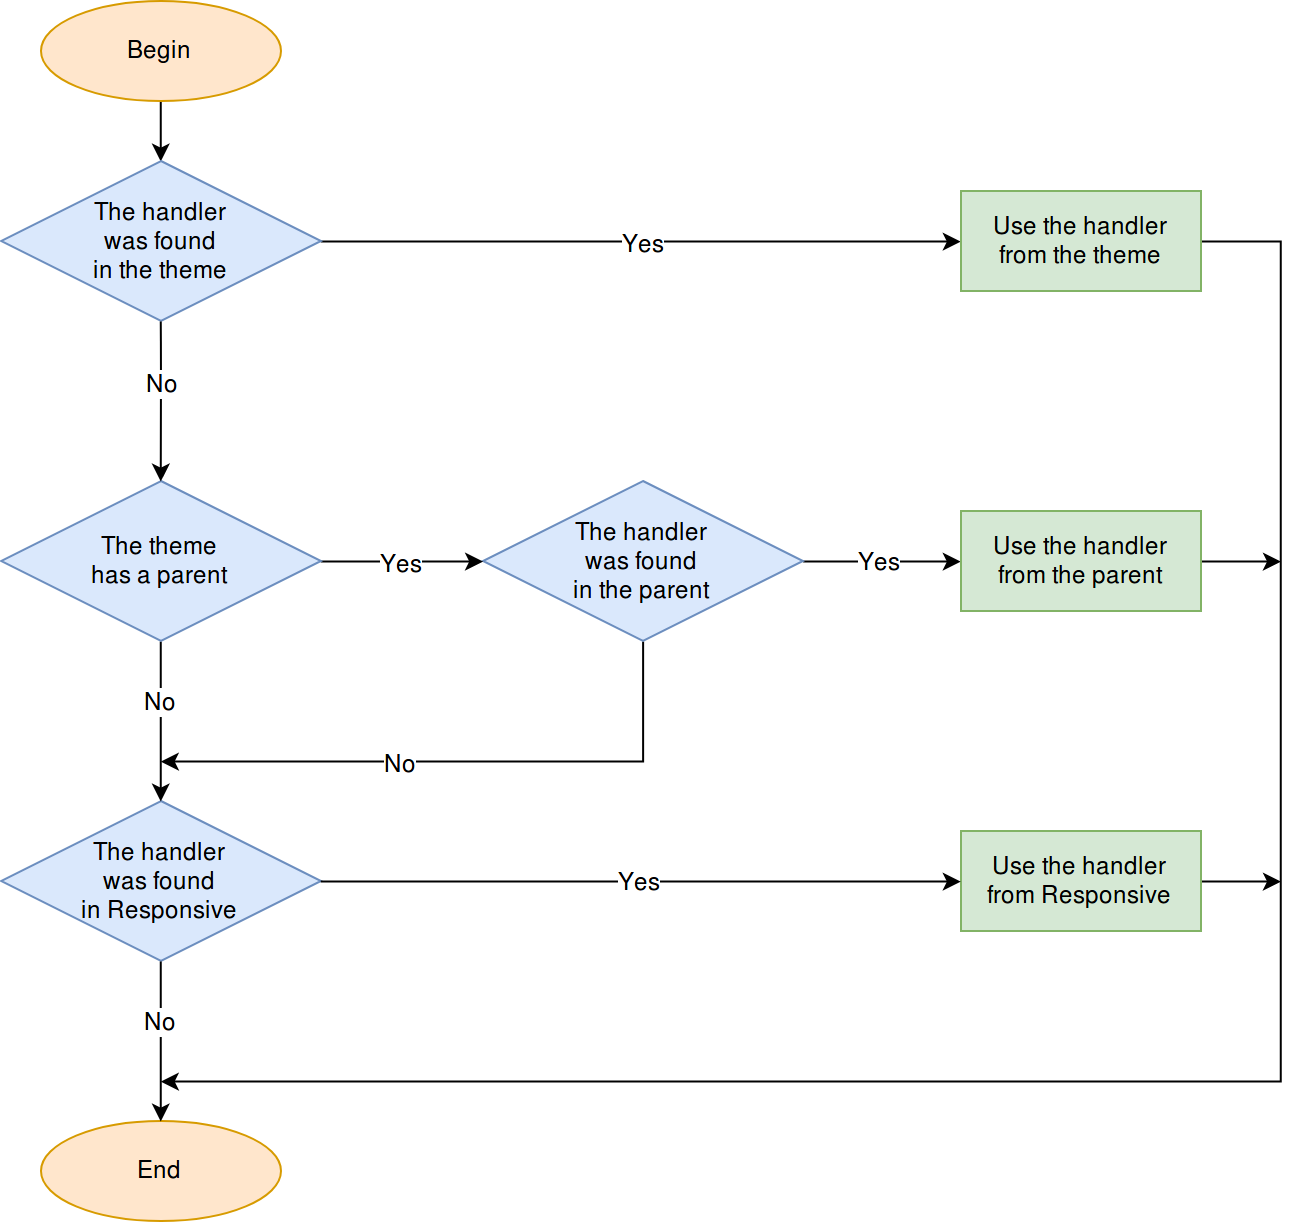 Begin
The handler
was found
in the theme
Yes
Use the handler
from the theme
No
The theme
has a parent
Yes
The handler
was found
in the parent
Yes
Use the handler
from the parent
No
No
The handler
was found
in Responsive
Yes
Use the handler
from Responsive
No
End